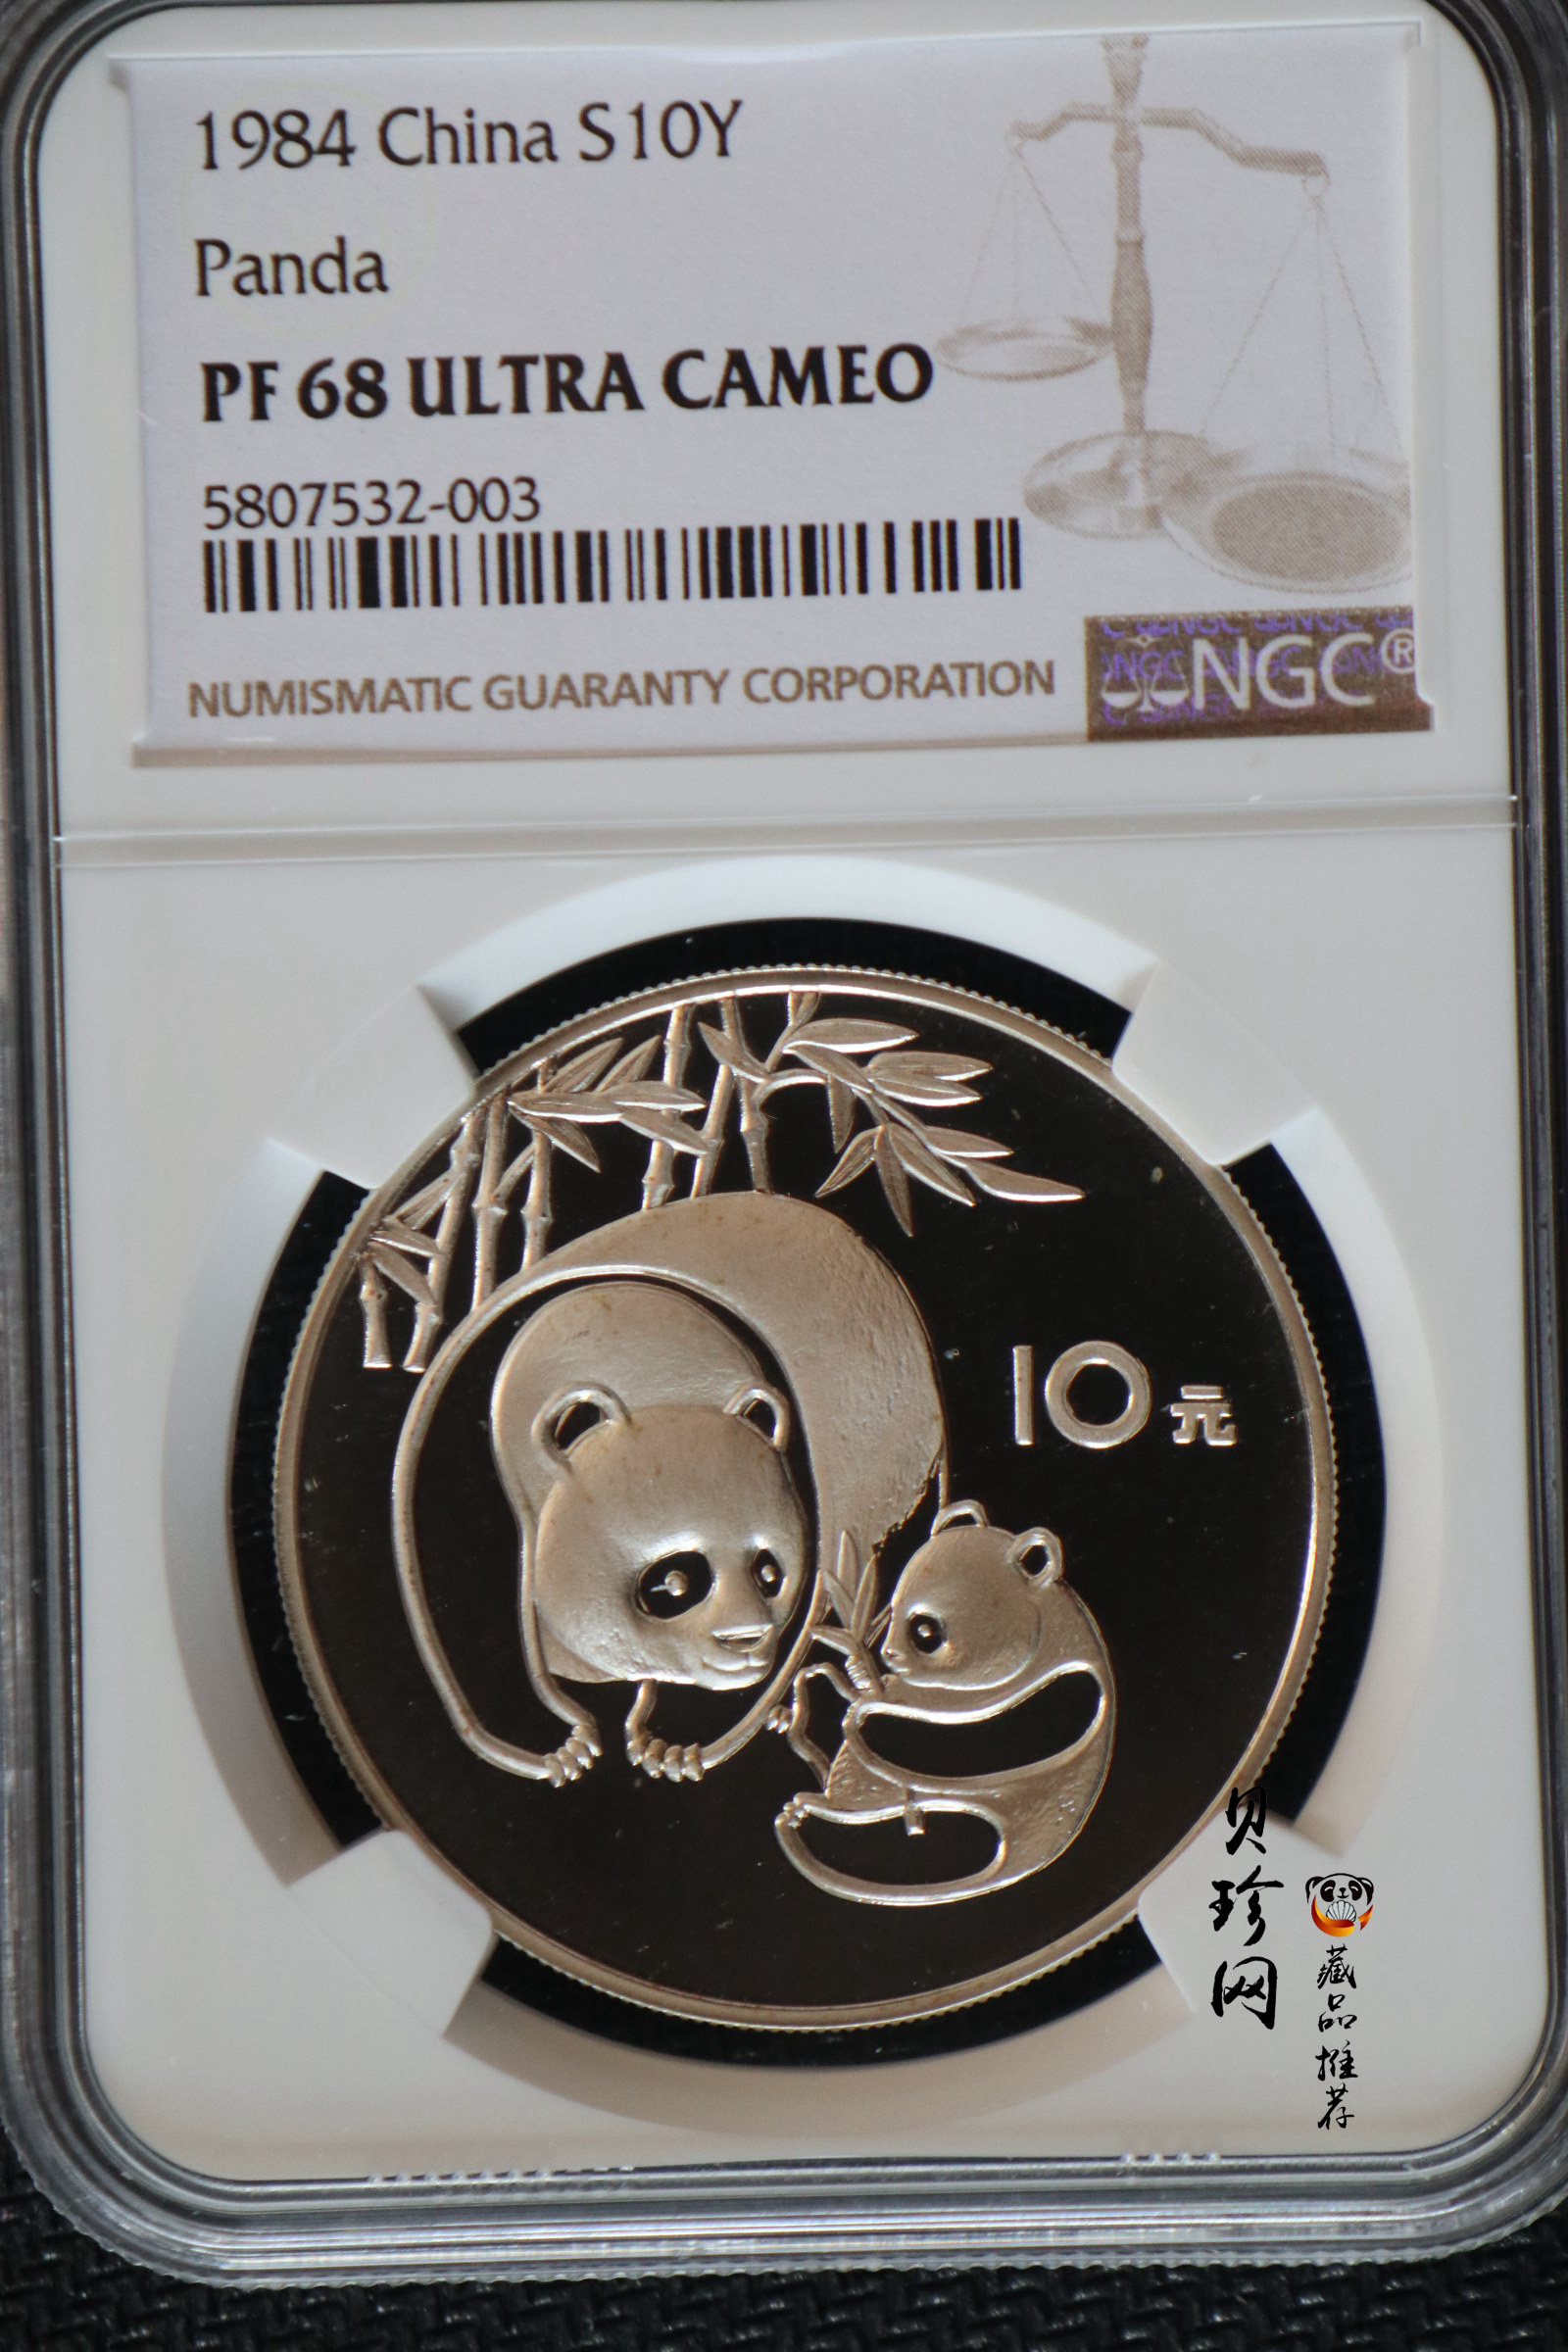 1984 China S10Y
Panda
PF 68 ULTRA CAMEO
5807532-003
NUMISMATIC GUARANTY CORPORATION
NGC®
10元
贝珍网
藏品推荐